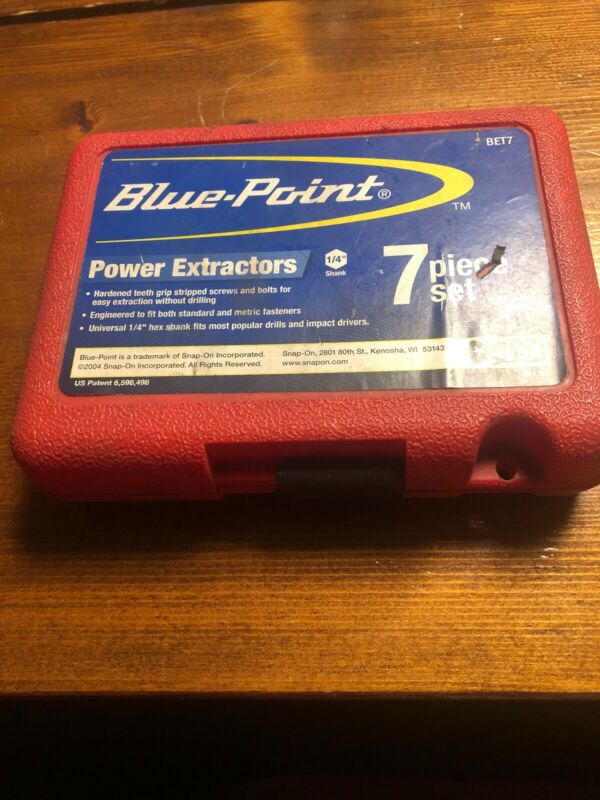 BET7
Blue-Point®
TM
Power Extractors
1/4"
Shank
7 piece set
• Hardened teeth grip stripped screws and bolts for
easy extraction without drilling
• Engineered to fit both standard and metric fasteners
• Universal 1/4" hex shank fits most popular drills and impact drivers.
Blue-Point is a trademark of Snap-On Incorporated.
©2004 Snap-On Incorporated. All Rights Reserved.
Snap-On, 2801 80th St., Kenosha, WI 53143
www.snapon.com
US Patent 6,598,498